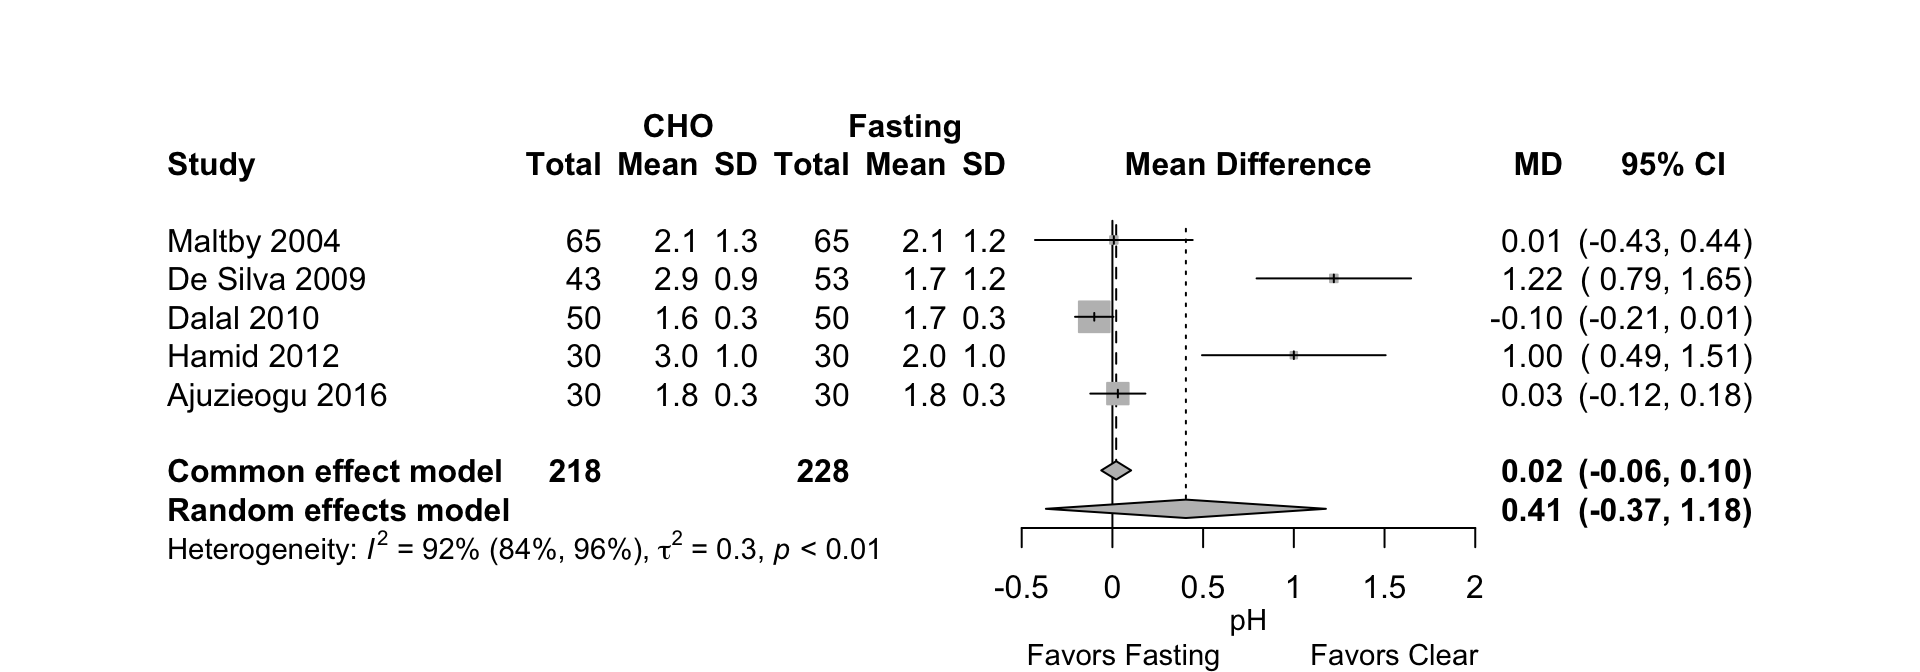 CHO Fasting
Study Total Mean SD Total Mean SD Mean Difference MD 95% CI
Maltby 2004 65 2.1 1.3 65 2.1 1.2 0.01 (-0.43, 0.44)
De Silva 2009 43 2.9 0.9 53 1.7 1.2 1.22 ( 0.79, 1.65)
Dalal 2010 50 1.6 0.3 50 1.7 0.3 -0.10 (-0.21, 0.01)
Hamid 2012 30 3.0 1.0 30 2.0 1.0 1.00 ( 0.49, 1.51)
Ajuzieogu 2016 30 1.8 0.3 30 1.8 0.3 0.03 (-0.12, 0.18)
Common effect model 218 228 0.02 (-0.06, 0.10)
Random effects model 0.41 (-0.37, 1.18)
Heterogeneity: I² = 92% (84%, 96%), τ² = 0.3, p < 0.01
-0.5 0 0.5 1 1.5 2
pH
Favors Fasting Favors Clear